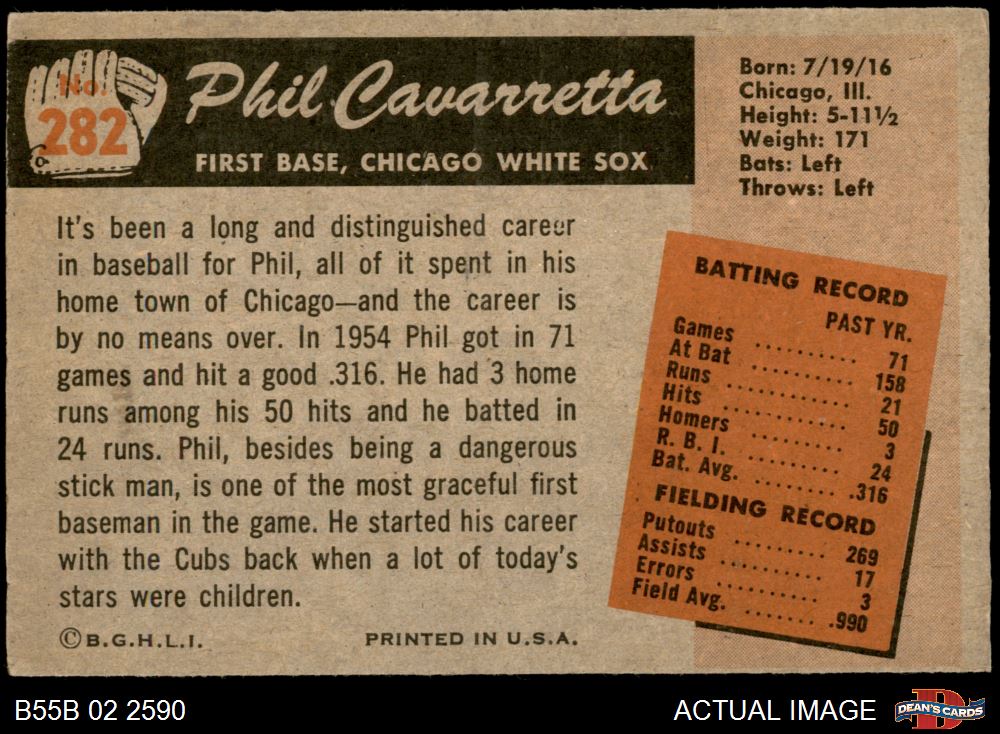 No.
282
Phil Cavarretta
FIRST BASE, CHICAGO WHITE SOX
Born: 7/19/16
Chicago, Ill.
Height: 5-11½
Weight: 171
Bats: Left
Throws: Left
It's been a long and distinguished career
in baseball for Phil, all of it spent in his
home town of Chicago—and the career is
by no means over. In 1954 Phil got in 71
games and hit a good .316. He had 3 home
runs among his 50 hits and he batted in
24 runs. Phil, besides being a dangerous
stick man, is one of the most graceful first
baseman in the game. He started his career
with the Cubs back when a lot of today's
stars were children.
©B.G.H.L.I. PRINTED IN U.S.A.
BATTING RECORD
PAST YR.
Games .......... 71
At Bat .......... 158
Runs .......... 21
Hits .......... 50
Homers ......... 3
R. B. I. ......... 24
Bat. Avg. ........ .316
FIELDING RECORD
Putouts ......... 269
Assists ......... 17
Errors ......... 3
Field Avg. ....... .990
B55B 02 2590
ACTUAL IMAGE
DEAN'S CARDS